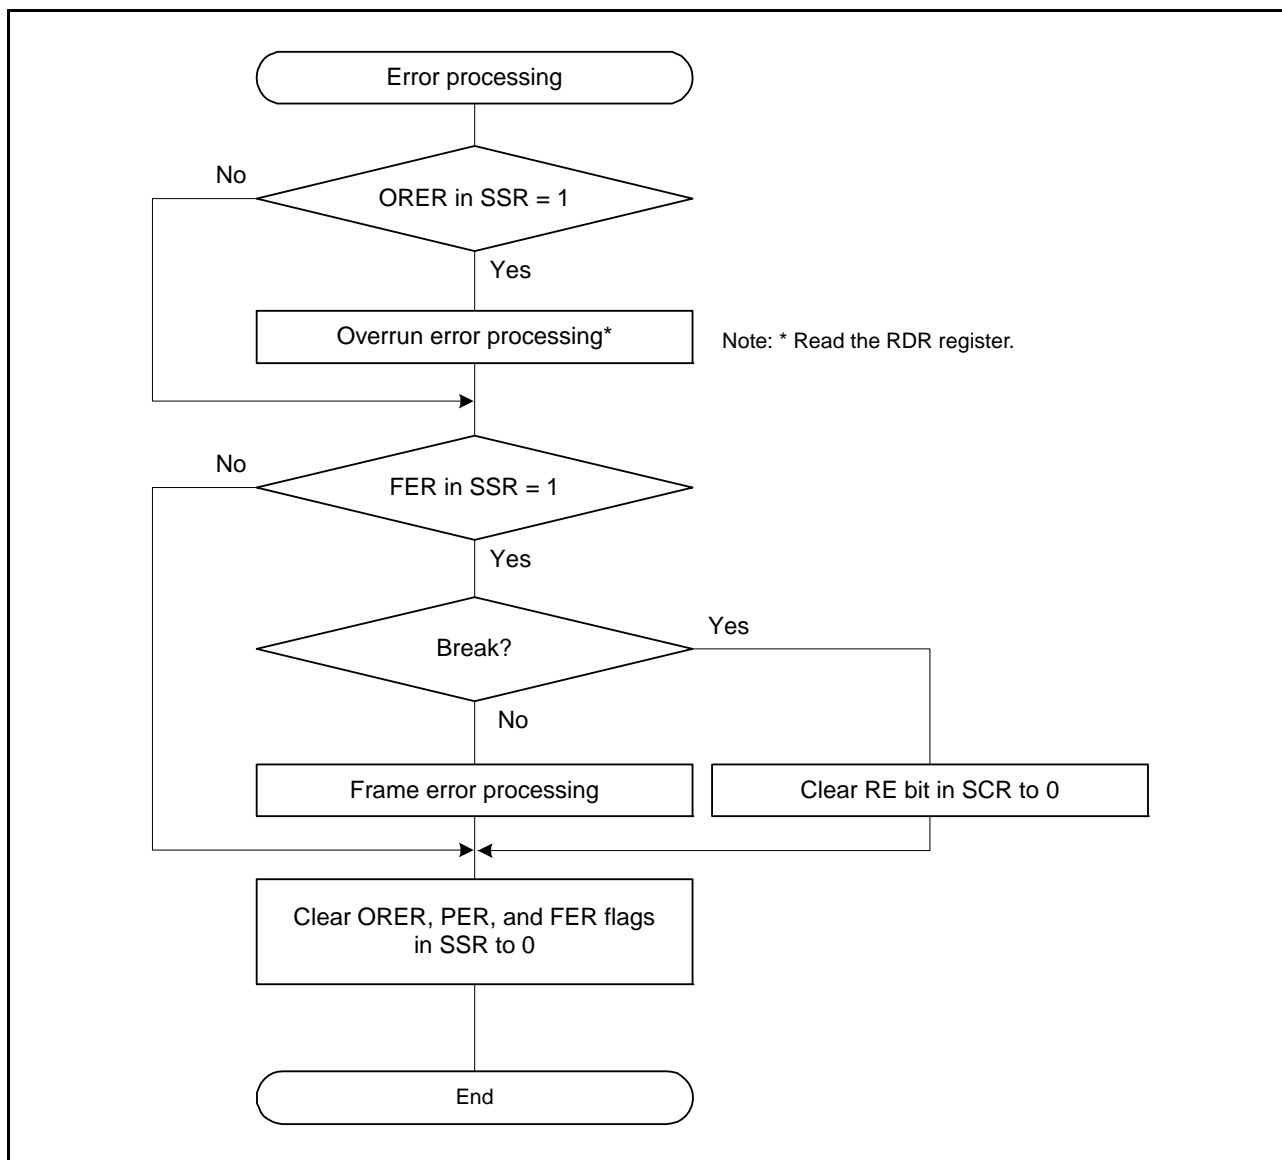 Error processing
No
ORER in SSR = 1
Yes
Overrun error processing*
Note: * Read the RDR register.
No
FER in SSR = 1
Yes
Yes
Break?
No
Frame error processing
Clear RE bit in SCR to 0
Clear ORER, PER, and FER flags
in SSR to 0
End